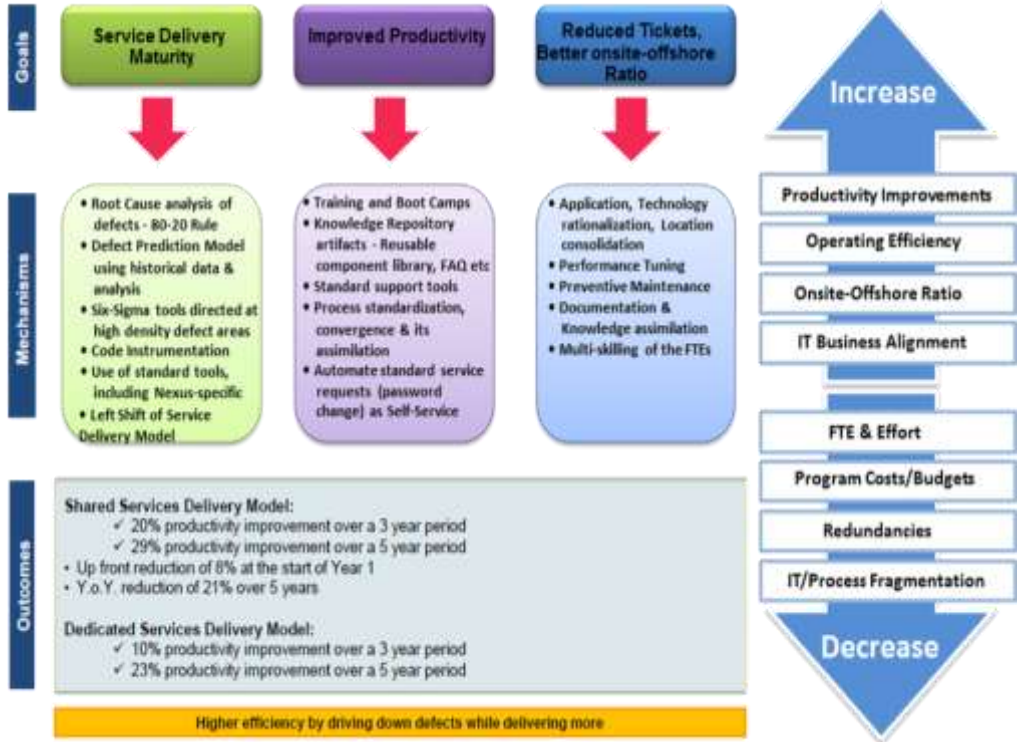 Goals
Service Delivery
Maturity
Improved Productivity
Reduced Tickets,
Better onsite-offshore
Ratio
Mechanisms
• Root Cause analysis of
defects - 80-20 Rule
• Defect Prediction Model
using historical data &
analysis
• Six-Sigma tools directed at
high density defect areas
• Code Instrumentation
• Use of standard tools,
including Nexus-specific
• Left Shift of Service
Delivery Model
• Training and Boot Camps
• Knowledge Repository
artifacts - Reusable
component library, FAQ etc
• Standard support tools
• Process standardization,
convergence & its
assimilation
• Automate standard service
requests (password
change) as Self-Service
• Application, Technology
rationalization, Location
consolidation
• Performance Tuning
• Preventive Maintenance
• Documentation &
Knowledge assimilation
• Multi-skilling of the FTEs
Outcomes
Shared Services Delivery Model:
✓ 20% productivity improvement over a 3 year period
✓ 29% productivity improvement over a 5 year period
• Up front reduction of 8% at the start of Year 1
• Y.o.Y. reduction of 21% over 5 years
Dedicated Services Delivery Model:
✓ 10% productivity improvement over a 3 year period
✓ 23% productivity improvement over a 5 year period
Higher efficiency by driving down defects while delivering more
Increase
Productivity Improvements
Operating Efficiency
Onsite-Offshore Ratio
IT Business Alignment
FTE & Effort
Program Costs/Budgets
Redundancies
IT/Process Fragmentation
Decrease